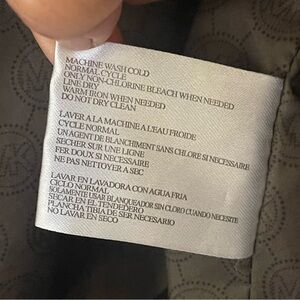 MACHINE WASH COLD
NORMAL CYCLE
ONLY NON-CHLORINE BLEACH WHEN NEEDED
LINE DRY
WARM IRON WHEN NEEDED
DO NOT DRY CLEAN
LAVER A LA MACHINE A LEAU FROIDE
CYCLE NORMAL
UN AGENT DE BLANCHIMENT SANS CHLORE SI NECESSAIRE
SECHER SUR UNE LIGNE
FER DOUX SI NECESSAIRE
NE PAS NETTOYER A SEC
LAVAR EN LAVADORA CON AGUA FRIA
CICLO NORMAL
SOLAMENTE USAR BLANQUEADOR SIN CLORO CUANDO NECESITE
SECAR EN EL TENDEDERO
PLANCHA TIBIA DE SER NECESARIO
NO LAVAR EN SECO